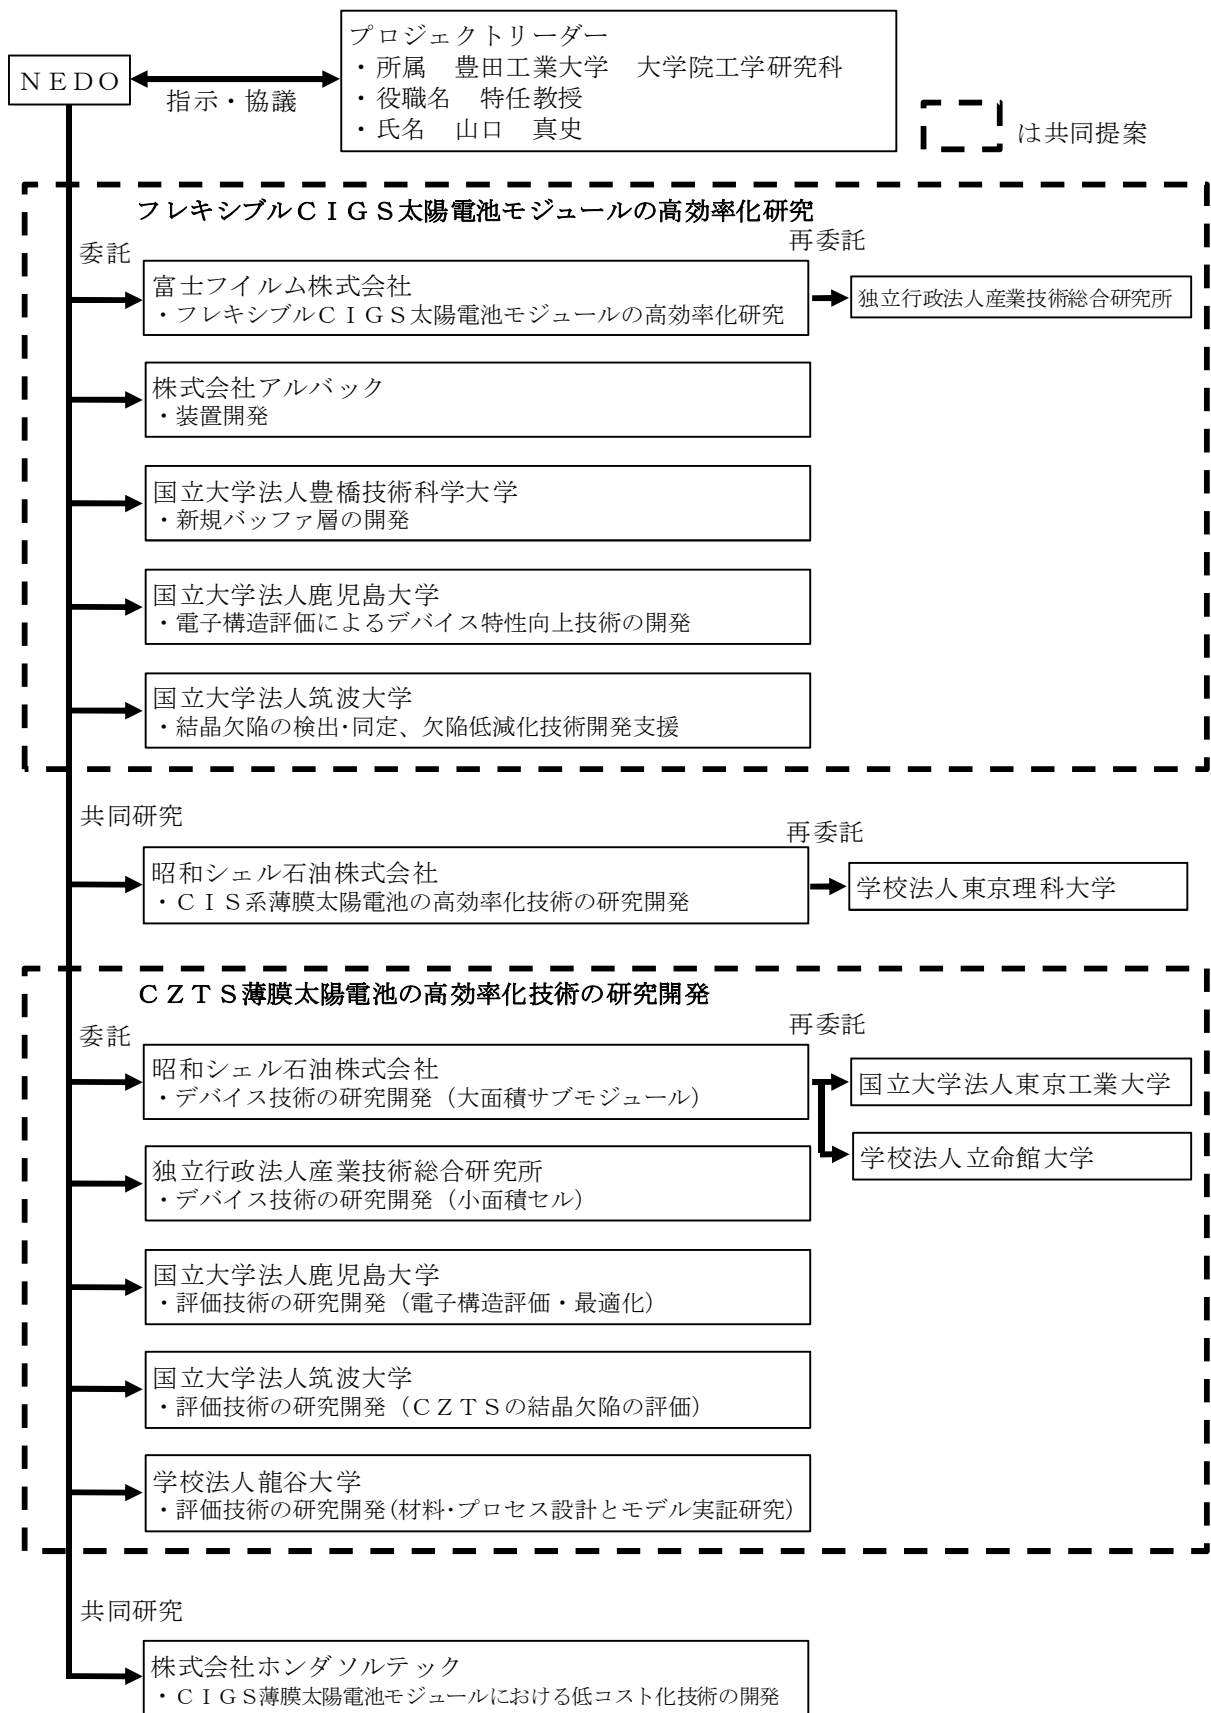 NEDO
指示・協議
プロジェクトリーダー
・所属　豊田工業大学　大学院工学研究科
・役職名　特任教授
・氏名　山口　真史
は共同提案
フレキシブルCIGS太陽電池モジュールの高効率化研究
委託
再委託
富士フイルム株式会社
・フレキシブルCIGS太陽電池モジュールの高効率化研究
独立行政法人産業技術総合研究所
株式会社アルバック
・装置開発
国立大学法人豊橋技術科学大学
・新規バッファ層の開発
国立大学法人鹿児島大学
・電子構造評価によるデバイス特性向上技術の開発
国立大学法人筑波大学
・結晶欠陥の検出・同定、欠陥低減化技術開発支援
共同研究
再委託
昭和シェル石油株式会社
・CIS系薄膜太陽電池の高効率化技術の研究開発
学校法人東京理科大学
CZTS薄膜太陽電池の高効率化技術の研究開発
委託
再委託
昭和シェル石油株式会社
・デバイス技術の研究開発（大面積サブモジュール）
国立大学法人東京工業大学
学校法人立命館大学
独立行政法人産業技術総合研究所
・デバイス技術の研究開発（小面積セル）
国立大学法人鹿児島大学
・評価技術の研究開発（電子構造評価・最適化）
国立大学法人筑波大学
・評価技術の研究開発（CZTSの結晶欠陥の評価）
学校法人龍谷大学
・評価技術の研究開発(材料・プロセス設計とモデル実証研究)
共同研究
株式会社ホンダソルテック
・CIGS薄膜太陽電池モジュールにおける低コスト化技術の開発